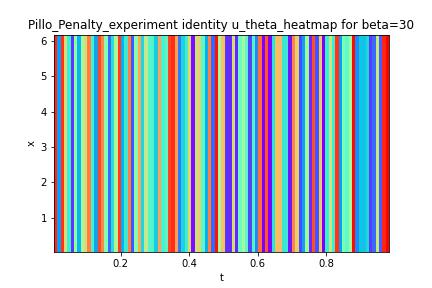 Pillo_Penalty_experiment identity u_theta_heatmap for beta=30
6
5
4
3
2
1
x
0.2 0.4 0.6 0.8
t